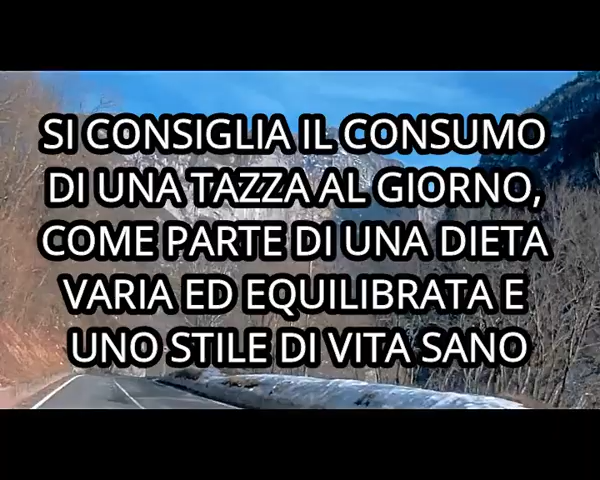 SI CONSIGLIA IL CONSUMO
DI UNA TAZZA AL GIORNO,
COME PARTE DI UNA DIETA
VARIA ED EQUILIBRATA E
UNO STILE DI VITA SANO